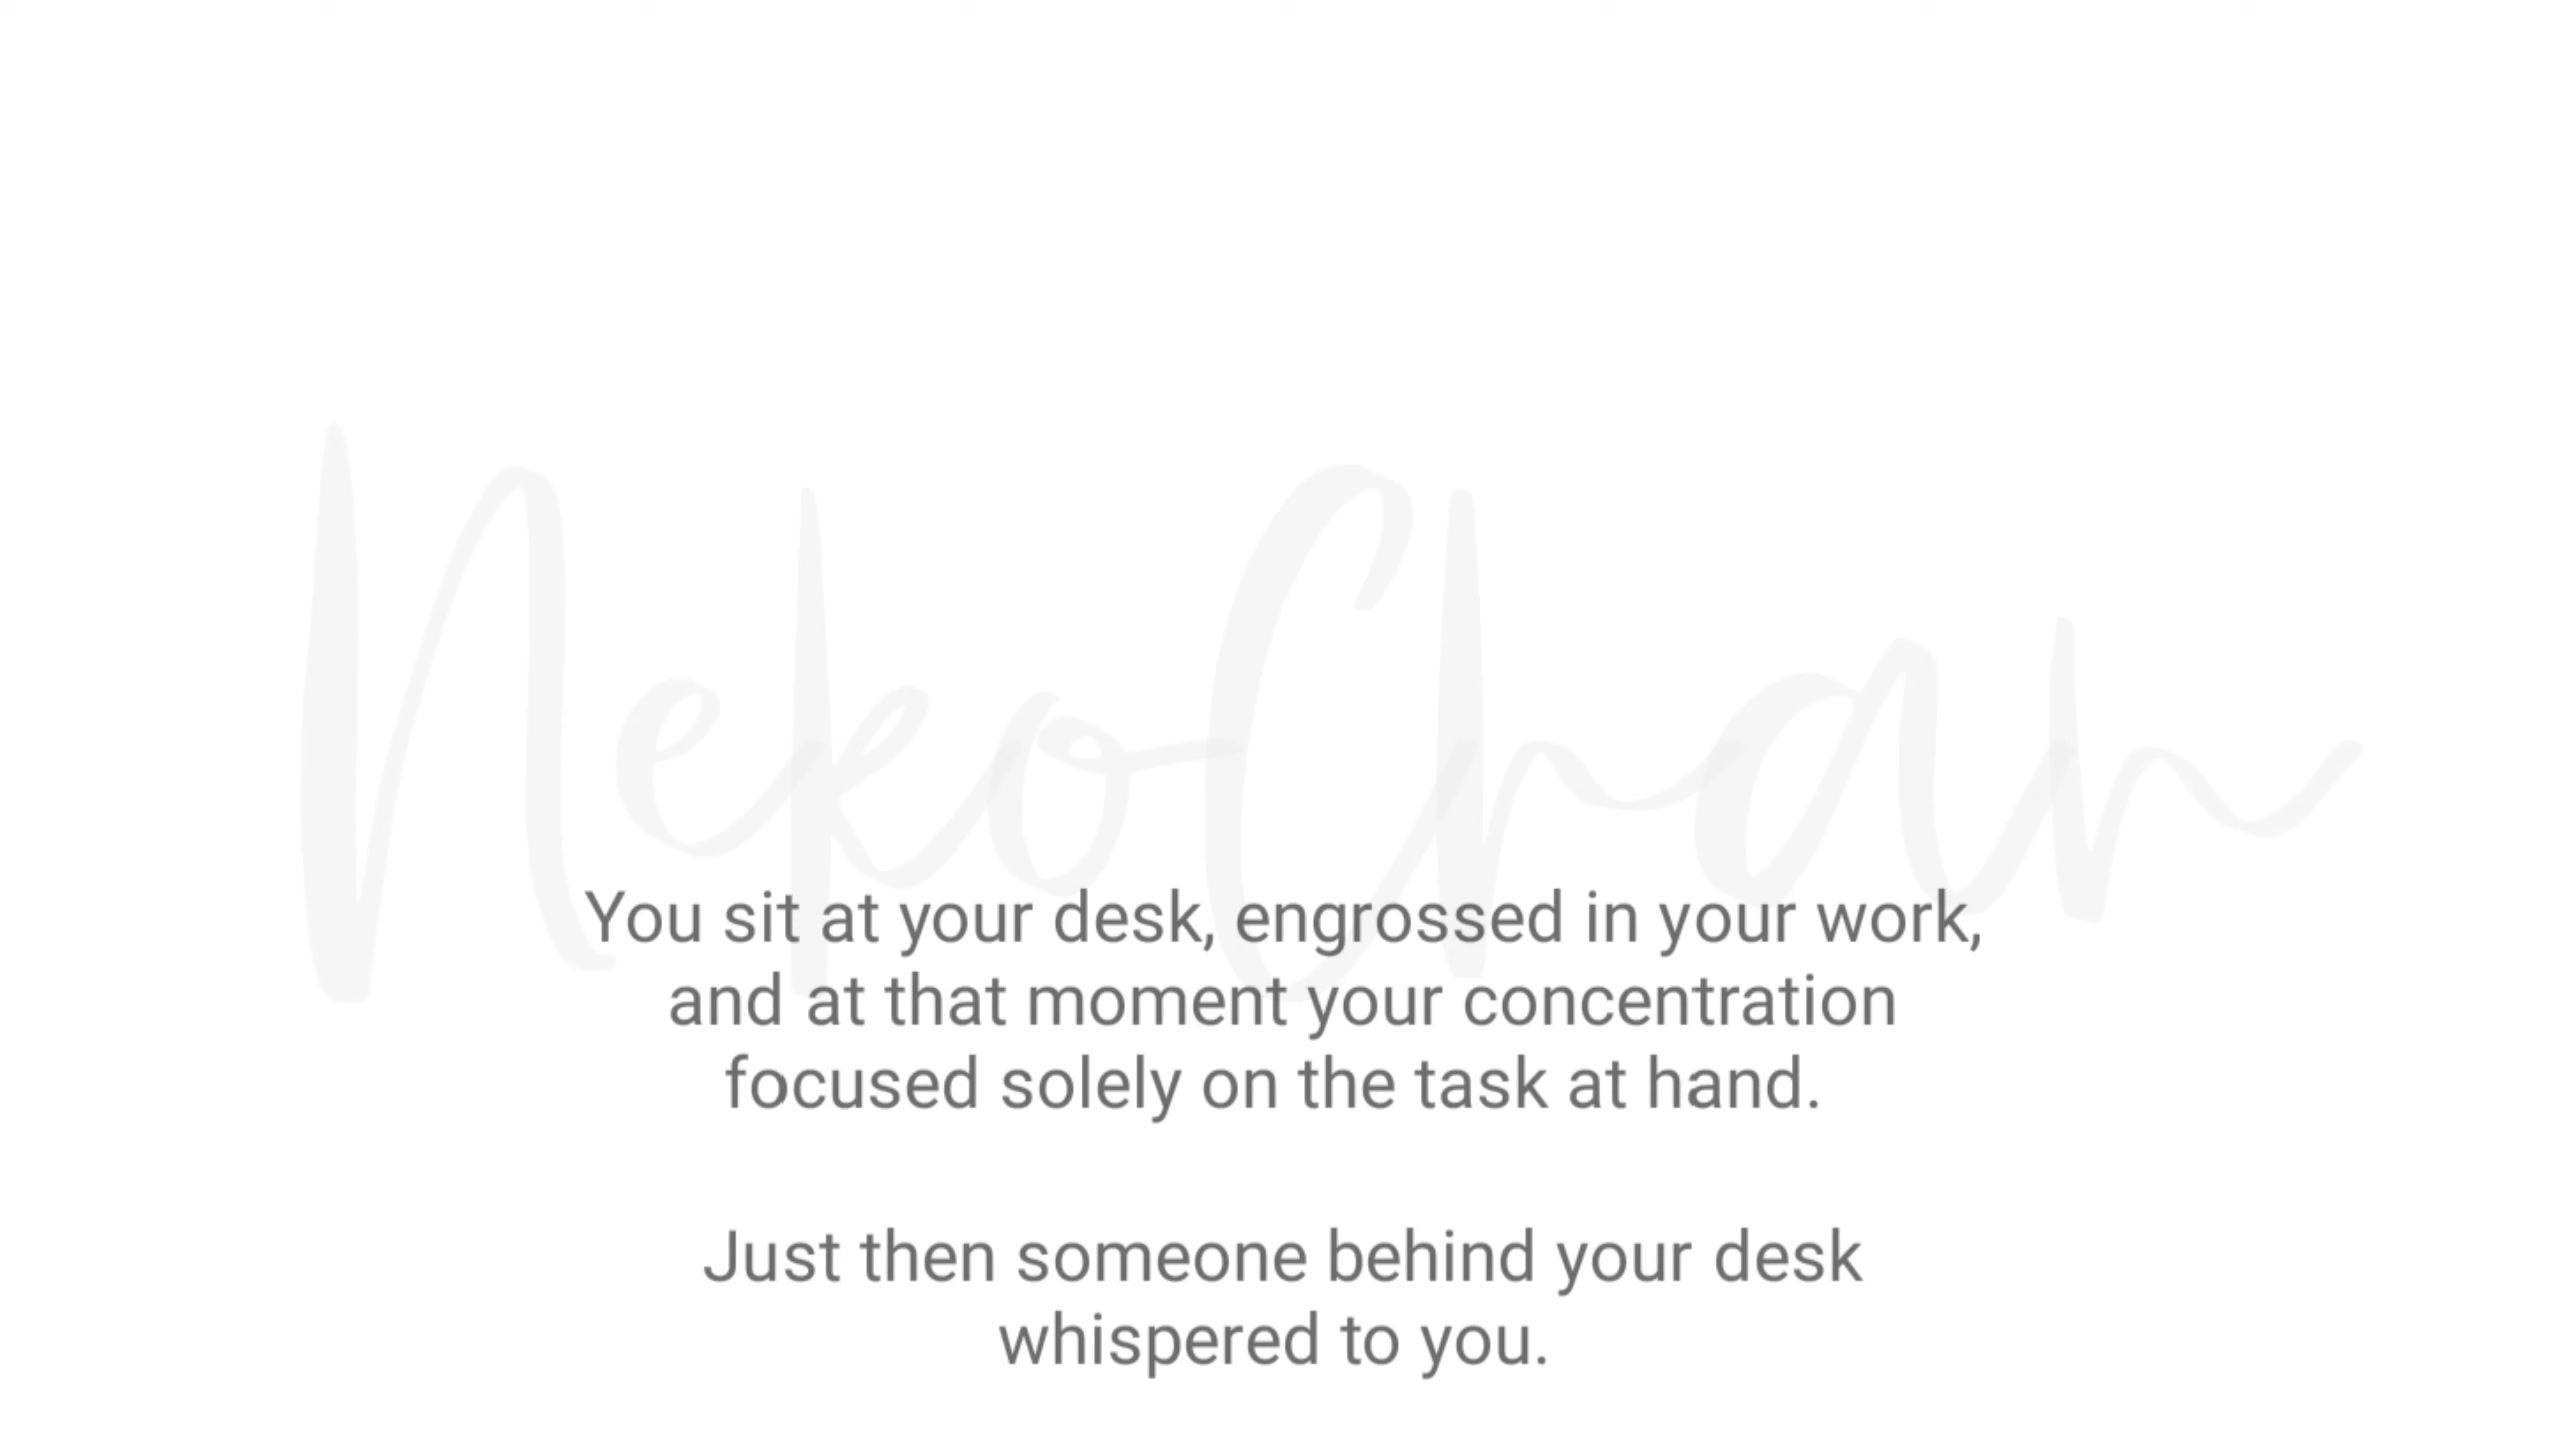 NekoChan
You sit at your desk, engrossed in your work,
and at that moment your concentration
focused solely on the task at hand.
Just then someone behind your desk
whispered to you.